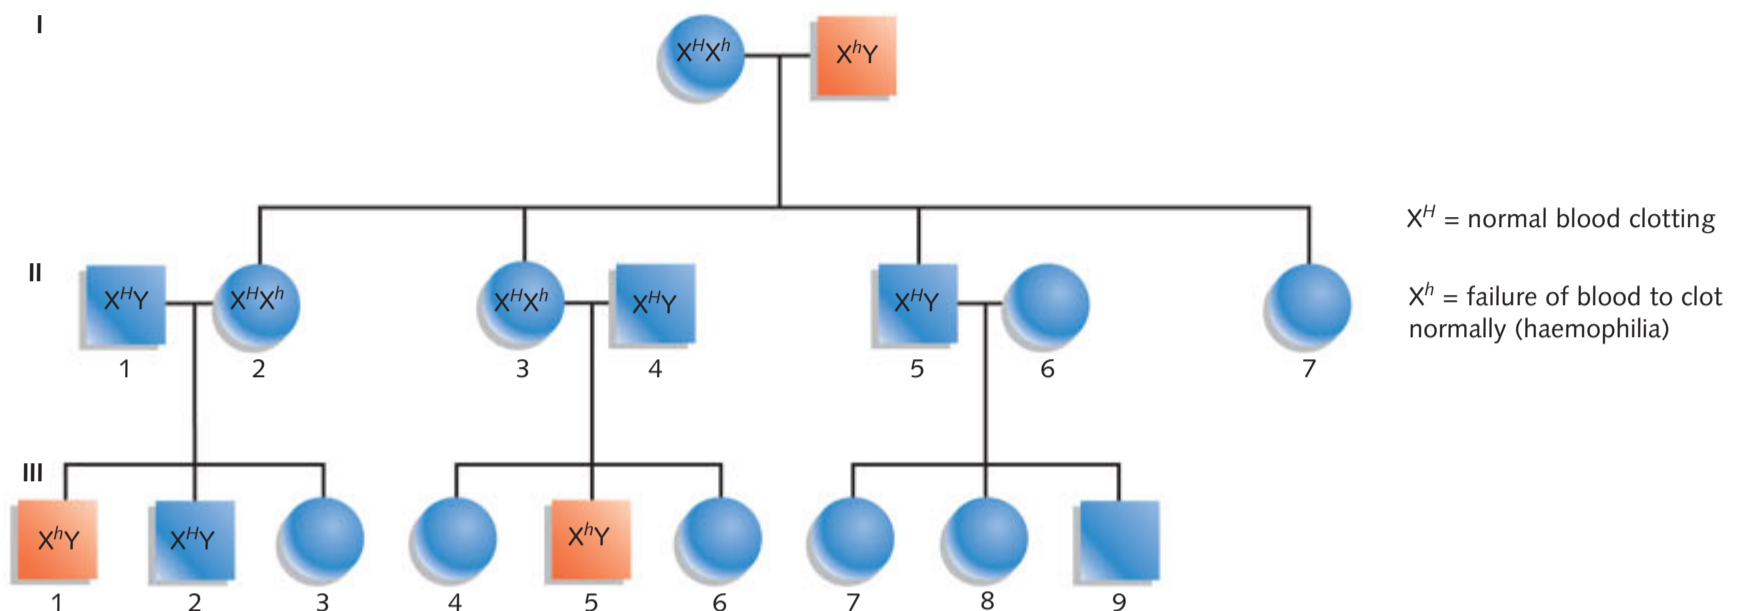 I
XᴴXʰ
XʰY
Xᴴ = normal blood clotting
II
XᴴY
XᴴXʰ
XᴴXʰ
XᴴY
XᴴY
Xʰ = failure of blood to clot
normally (haemophilia)
1
2
3
4
5
6
7
III
XʰY
XᴴY
XʰY
1
2
3
4
5
6
7
8
9